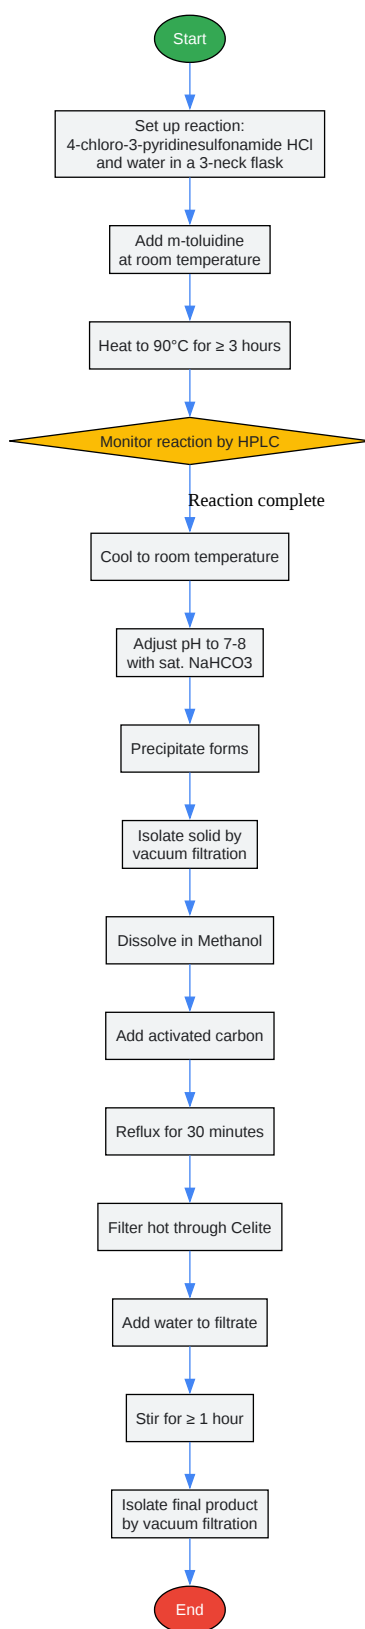 Start
Set up reaction:
4-chloro-3-pyridinesulfonamide HCl
and water in a 3-neck flask
Add m-toluidine
at room temperature
Heat to 90°C for ≥ 3 hours
Monitor reaction by HPLC
Reaction complete
Cool to room temperature
Adjust pH to 7-8
with sat. NaHCO3
Precipitate forms
Isolate solid by
vacuum filtration
Dissolve in Methanol
Add activated carbon
Reflux for 30 minutes
Filter hot through Celite
Add water to filtrate
Stir for ≥ 1 hour
Isolate final product
by vacuum filtration
End